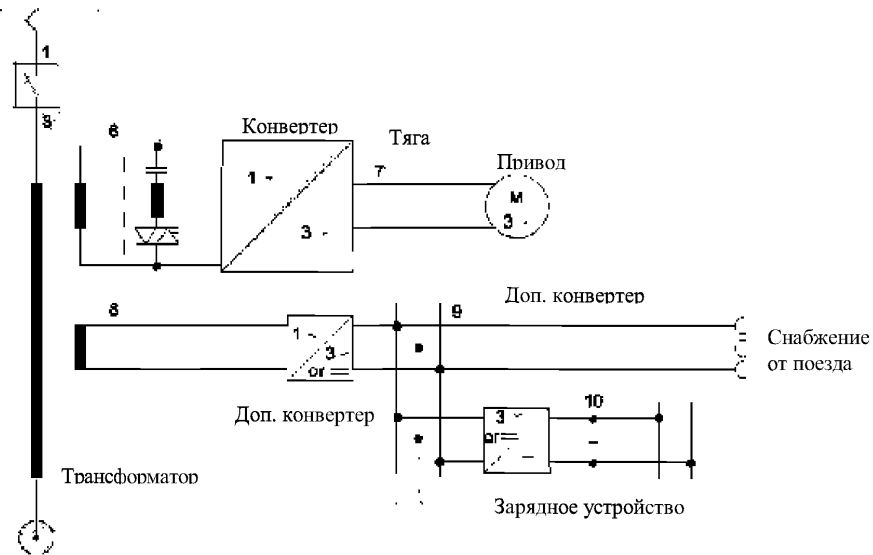 1
3
6
Конвертер
Тяга
7
Привод
1 ~
3 ~
М
3 ~
8
9
Доп. конвертер
1 ~
3 ~
or =
Снабжение
от поезда
Доп. конвертер
10
3 ~
or =
Трансформатор
Зарядное устройство